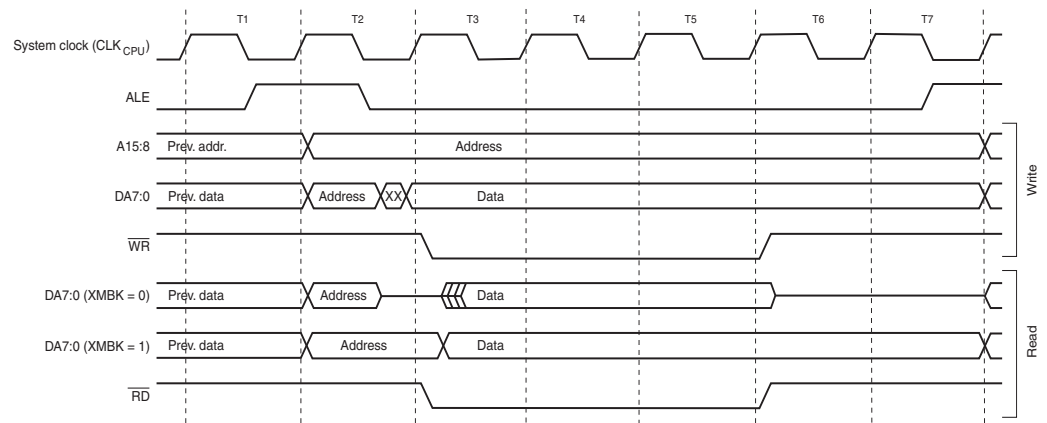 T1 T2 T3 T4 T5 T6 T7
System clock (CLK CPU)
ALE
A15:8 Prev. addr. Address
DA7:0 Prev. data Address XX Data
WR
Write
DA7:0 (XMBK = 0) Prev. data Address Data
DA7:0 (XMBK = 1) Prev. data Address Data
RD
Read